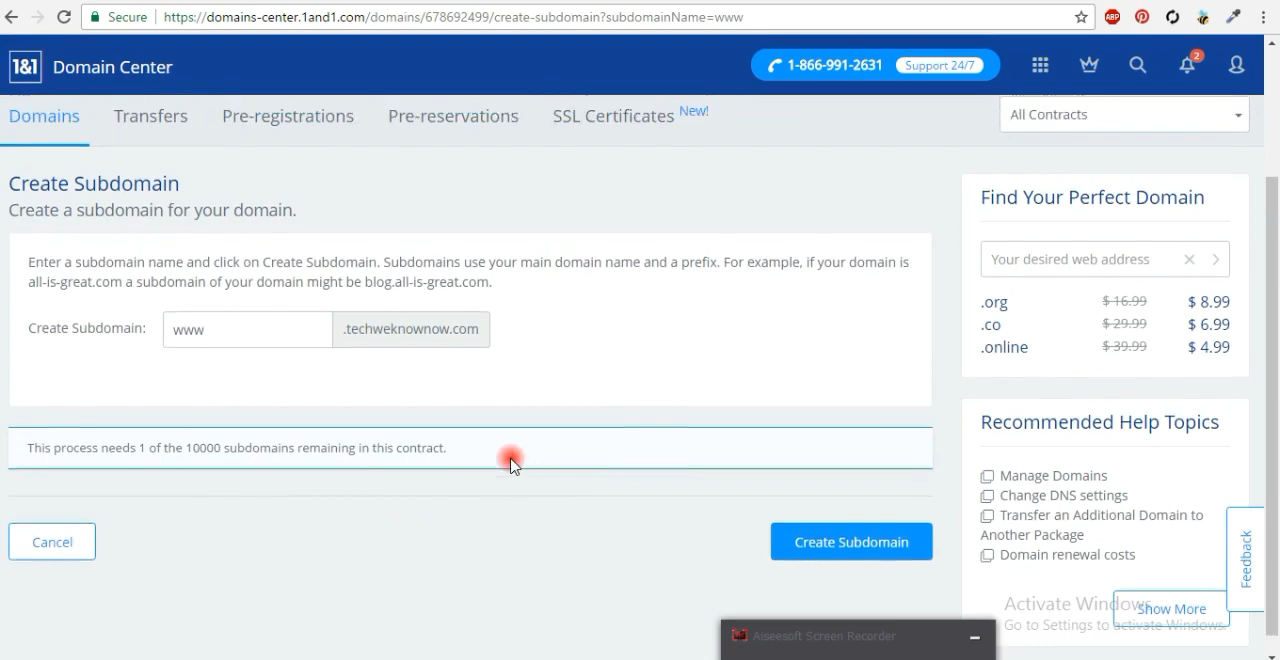 Secure https://domains-center.1and1.com/domains/678692499/create-subdomain?subdomainName=www
ABP
1&1 Domain Center
1-866-991-2631 Support 24/7
2
Domains Transfers Pre-registrations Pre-reservations SSL Certificates New!
All Contracts
Create Subdomain
Create a subdomain for your domain.
Enter a subdomain name and click on Create Subdomain. Subdomains use your main domain name and a prefix. For example, if your domain is
all-is-great.com a subdomain of your domain might be blog.all-is-great.com.
Create Subdomain: www .techweknownow.com
This process needs 1 of the 10000 subdomains remaining in this contract.
Cancel
Create Subdomain
Find Your Perfect Domain
Your desired web address
.org $ 16.99 $ 8.99
.co $ 29.99 $ 6.99
.online $ 39.99 $ 4.99
Recommended Help Topics
Manage Domains
Change DNS settings
Transfer an Additional Domain to
Another Package
Domain renewal costs
Show More
Feedback
Activate Windows
Go to Settings to activate Windows.
Aiseesoft Screen Recorder